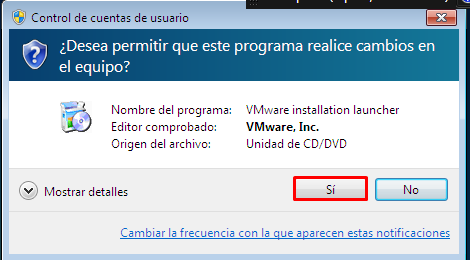 Control de cuentas de usuario
¿Desea permitir que este programa realice cambios en
el equipo?
Nombre del programa: VMware installation launcher
Editor comprobado: VMware, Inc.
Origen del archivo: Unidad de CD/DVD
Mostrar detalles
Sí
No
Cambiar la frecuencia con la que aparecen estas notificaciones